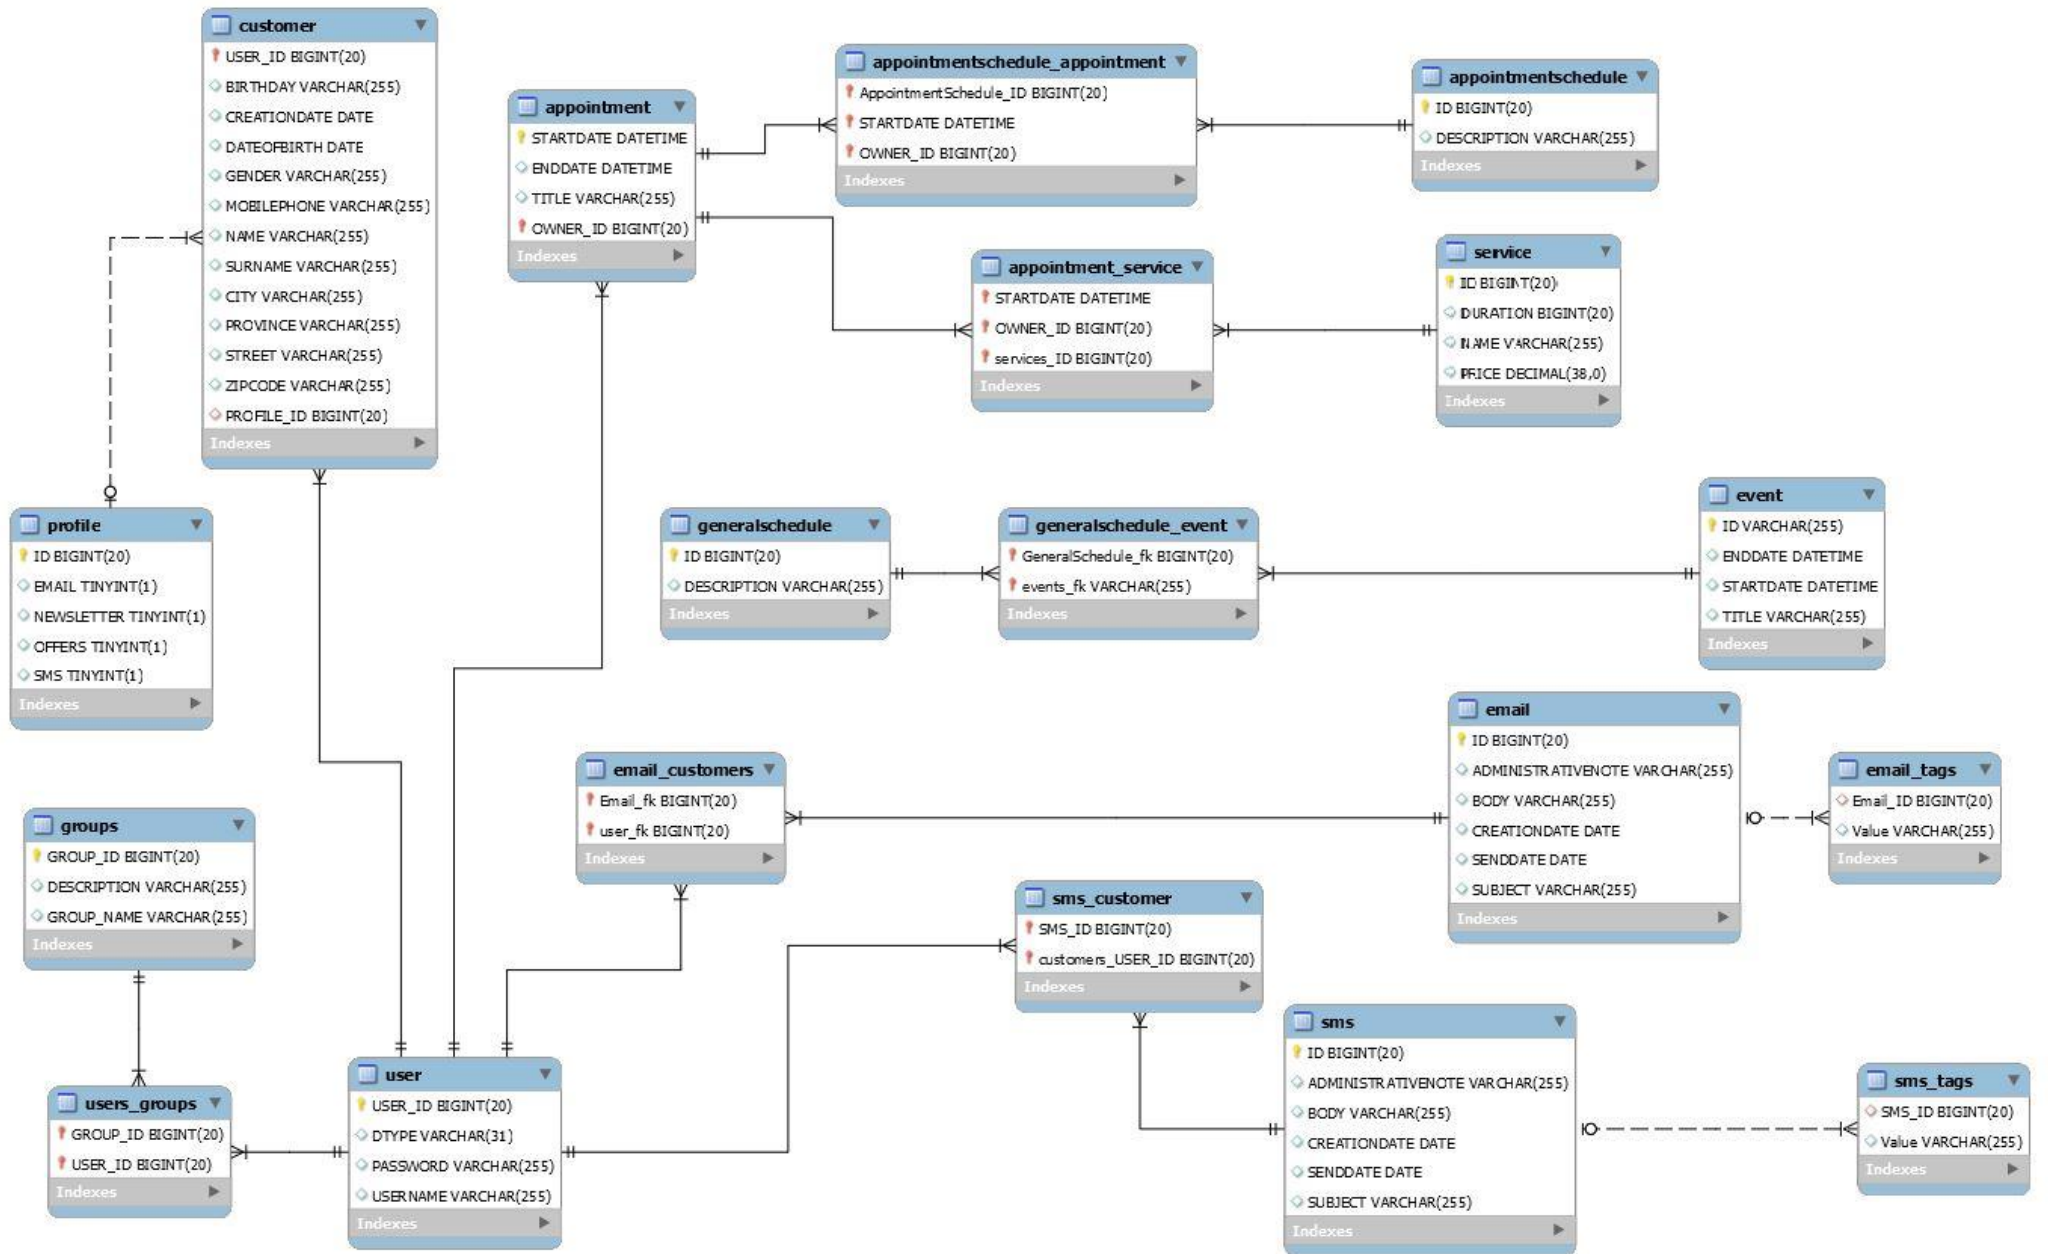 customer
USER_ID BIGINT(20)
BIRTHDAY VARCHAR(255)
CREATIONDATE DATE
DATEOFBIRTH DATE
GENDER VARCHAR(255)
MOBILEPHONE VARCHAR(255)
NAME VARCHAR(255)
SURNAME VARCHAR(255)
CITY VARCHAR(255)
PROVINCE VARCHAR(255)
STREET VARCHAR(255)
ZIPCODE VARCHAR(255)
PROFILE_ID BIGINT(20)
Indexes
appointment
STARTDATE DATETIME
ENDDATE DATETIME
TITLE VARCHAR(255)
OWNER_ID BIGINT(20)
Indexes
appointmentschedule_appointment
AppointmentSchedule_ID BIGINT(20)
STARTDATE DATETIME
OWNER_ID BIGINT(20)
Indexes
appointmentschedule
ID BIGINT(20)
DESCRIPTION VARCHAR(255)
Indexes
appointment_service
STARTDATE DATETIME
OWNER_ID BIGINT(20)
services_ID BIGINT(20)
Indexes
service
ID BIGINT(20)
DURATION BIGINT(20)
NAME VARCHAR(255)
PRICE DECIMAL(38,0)
Indexes
profile
ID BIGINT(20)
EMAIL TINYINT(1)
NEWSLETTER TINYINT(1)
OFFERS TINYINT(1)
SMS TINYINT(1)
Indexes
generalschedule
ID BIGINT(20)
DESCRIPTION VARCHAR(255)
Indexes
generalschedule_event
GeneralSchedule_fk BIGINT(20)
events_fk VARCHAR(255)
Indexes
event
ID VARCHAR(255)
ENDDATE DATETIME
STARTDATE DATETIME
TITLE VARCHAR(255)
Indexes
email_customers
Email_fk BIGINT(20)
user_fk BIGINT(20)
Indexes
email
ID BIGINT(20)
ADMINISTRATIVENOTE VARCHAR(255)
BODY VARCHAR(255)
CREATIONDATE DATE
SENDDATE DATE
SUBJECT VARCHAR(255)
Indexes
email_tags
Email_ID BIGINT(20)
Value VARCHAR(255)
Indexes
groups
GROUP_ID BIGINT(20)
DESCRIPTION VARCHAR(255)
GROUP_NAME VARCHAR(255)
Indexes
sms_customer
SMS_ID BIGINT(20)
customers_USER_ID BIGINT(20)
Indexes
users_groups
GROUP_ID BIGINT(20)
USER_ID BIGINT(20)
Indexes
user
USER_ID BIGINT(20)
DTYPE VARCHAR(31)
PASSWORD VARCHAR(255)
USERNAME VARCHAR(255)
Indexes
sms
ID BIGINT(20)
ADMINISTRATIVENOTE VARCHAR(255)
BODY VARCHAR(255)
CREATIONDATE DATE
SENDDATE DATE
SUBJECT VARCHAR(255)
Indexes
sms_tags
SMS_ID BIGINT(20)
Value VARCHAR(255)
Indexes